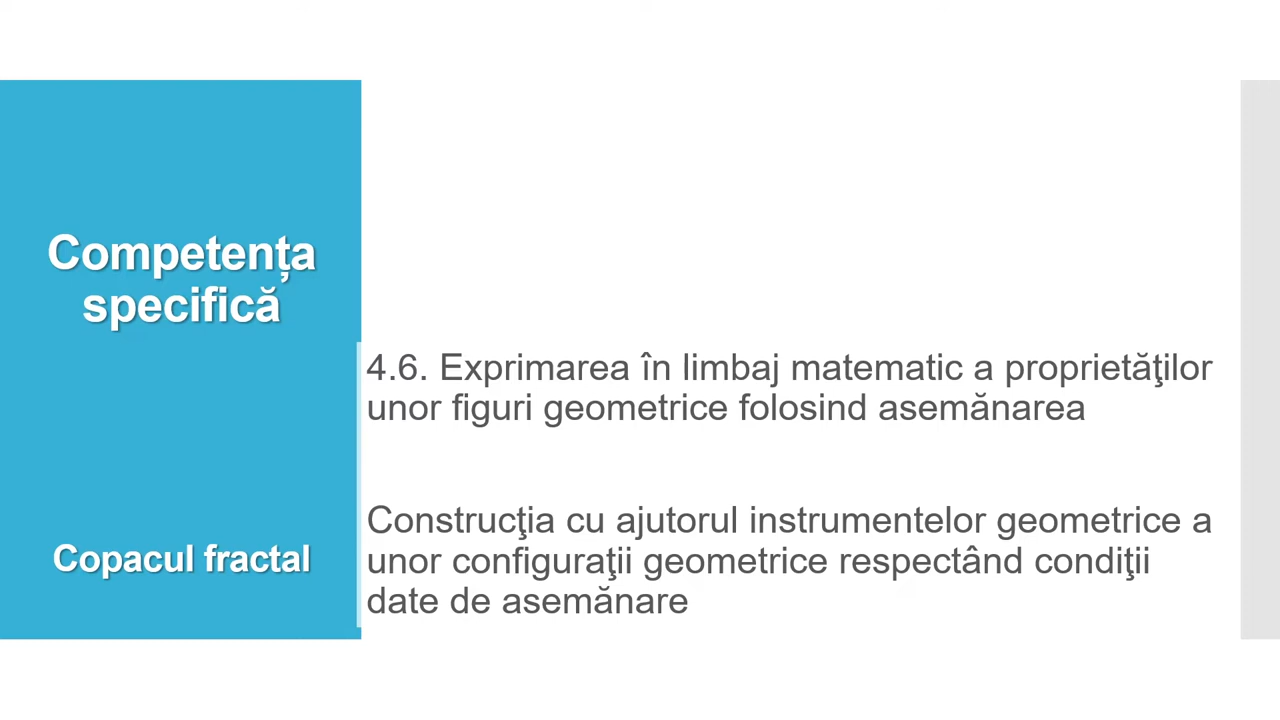 Competența
specifică
4.6. Exprimarea în limbaj matematic a proprietăţilor
unor figuri geometrice folosind asemănarea
Copacul fractal
Construcţia cu ajutorul instrumentelor geometrice a
unor configuraţii geometrice respectând condiţii
date de asemănare